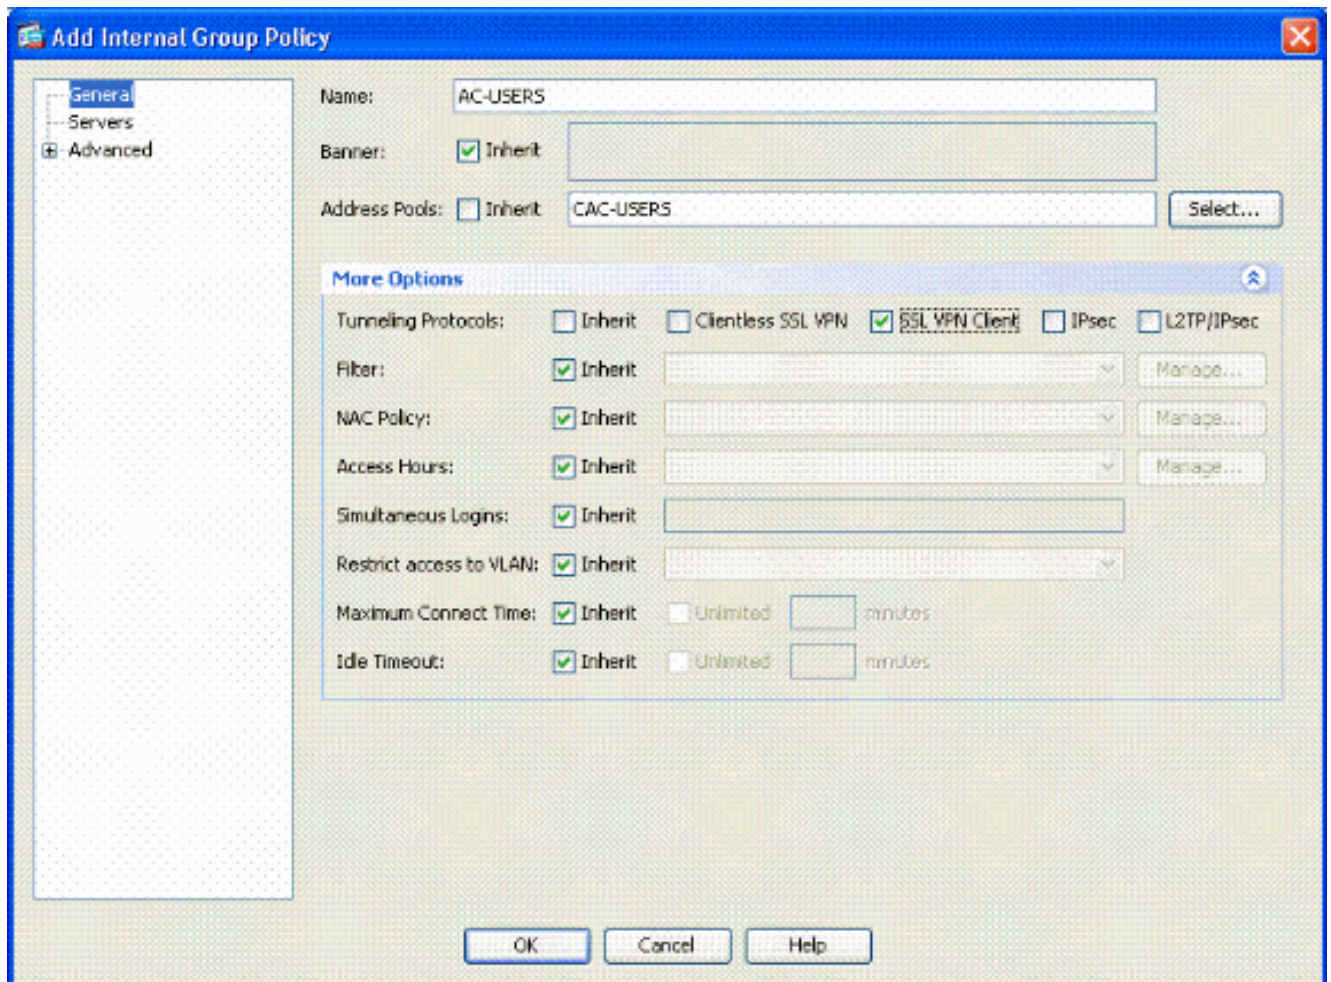 Add Internal Group Policy
General
Servers
Advanced
Name: AC-USERS
Banner: Inherit
Address Pools: Inherit CAC-USERS Select...
More Options
Tunneling Protocols: Inherit Clientless SSL VPN SSL VPN Client IPsec L2TP/IPsec
Filter: Inherit Manage...
NAC Policy: Inherit Manage...
Access Hours: Inherit Manage...
Simultaneous Logins: Inherit
Restrict access to VLAN: Inherit
Maximum Connect Time: Inherit Unlimited minutes
Idle Timeout: Inherit Unlimited minutes
OK Cancel Help